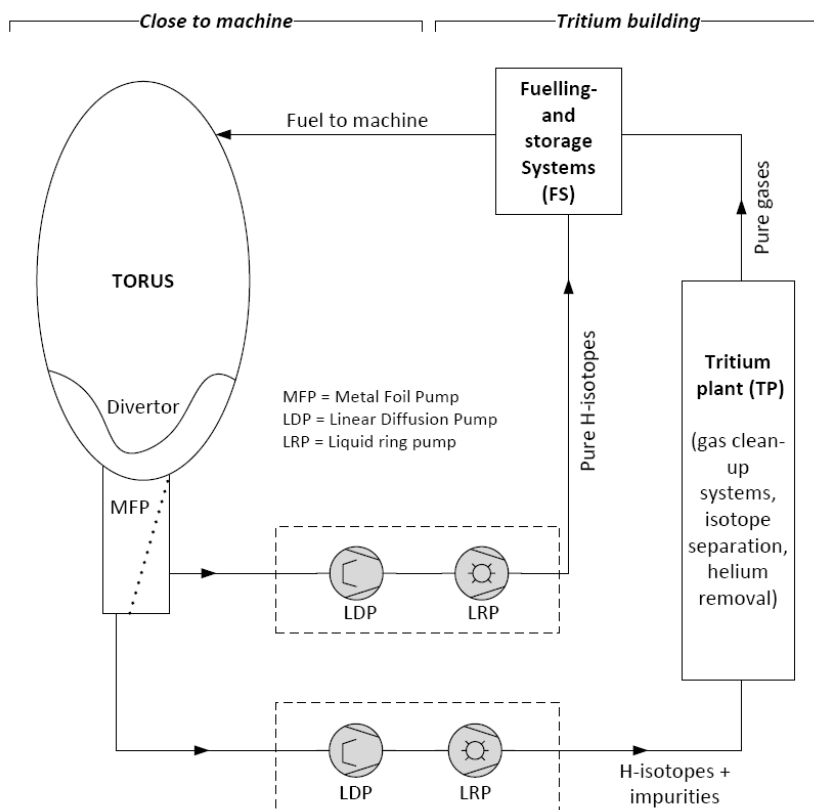 Close to machine
Tritium building
Fuelling-
and
storage
Systems
(FS)
Fuel to machine
Pure gases
TORUS
Tritium
plant (TP)
(gas clean-
up
systems,
isotope
separation,
helium
removal)
Divertor
MFP = Metal Foil Pump
LDP = Linear Diffusion Pump
LRP = Liquid ring pump
Pure H-isotopes
MFP
LDP
LRP
LDP
LRP
H-isotopes +
impurities